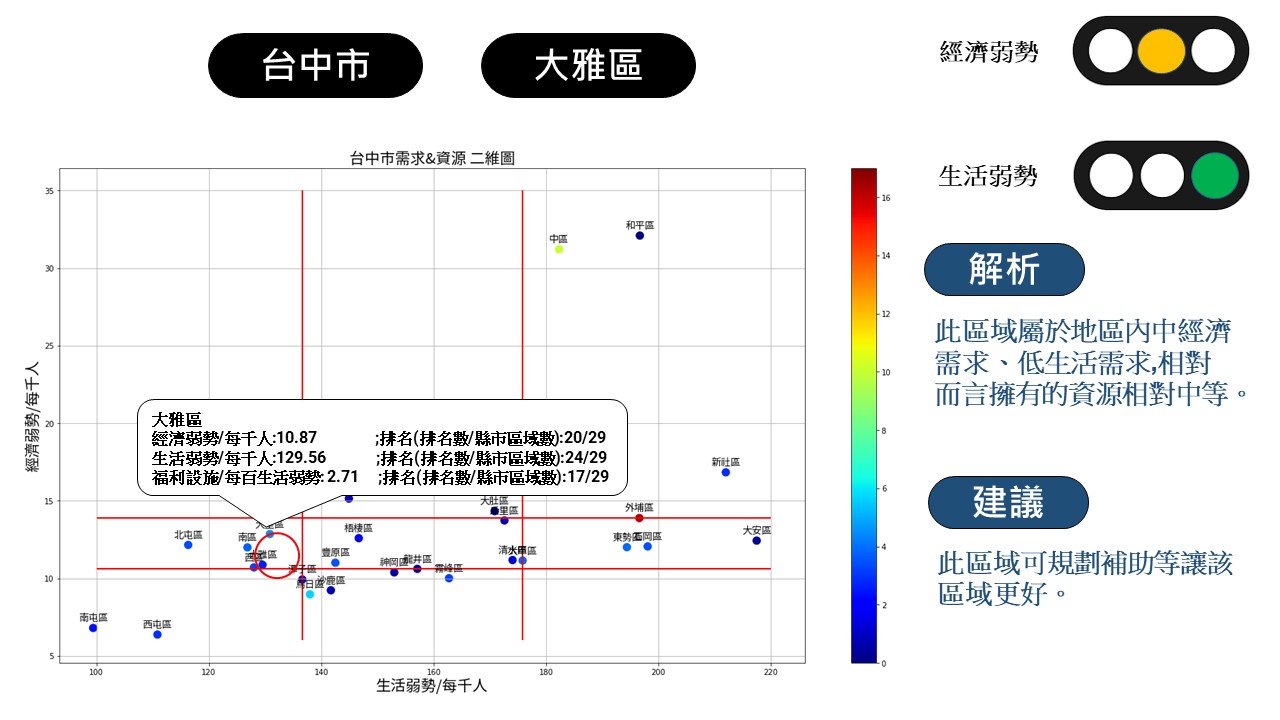 台中市
大雅區
經濟弱勢
生活弱勢
解析
此區域屬於地區內中經濟
需求、低生活需求,相對
而言擁有的資源相對中等。
建議
此區域可規劃補助等讓該
區域更好。
台中市需求&資源 二維圖
經濟弱勢/每千人
35
30
25
20
15
10
5
和平區
中區
大雅區
經濟弱勢/每千人:10.87 ;排名(排名數/縣市區域數):20/29
生活弱勢/每千人:129.56 ;排名(排名數/縣市區域數):24/29
福利設施/每百生活弱勢: 2.71 ;排名(排名數/縣市區域數):17/29
新社區
大肚區
外埔區
大安區
北屯區
南區
梧棲區
豐原區
神岡區
龍井區
霧峰區
沙鹿區
烏日區
南屯區
西屯區
100
120
140
160
180
200
220
生活弱勢/每千人
16
14
12
10
8
6
4
2
0